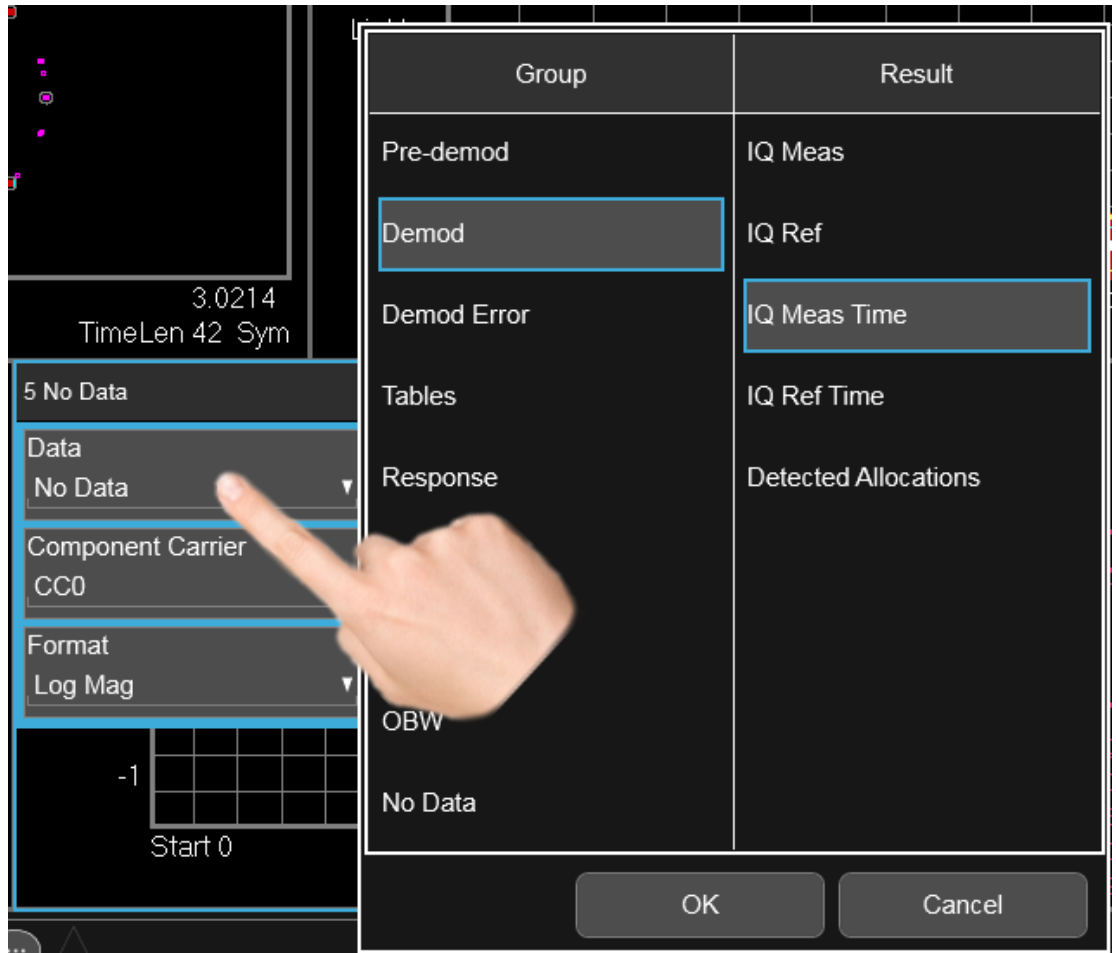 3.0214
TimeLen 42 Sym
5 No Data
Data
No Data
Component Carrier
CC0
Format
Log Mag
-1
Start 0
Group
Result
Pre-demod
IQ Meas
Demod
IQ Ref
Demod Error
IQ Meas Time
Tables
IQ Ref Time
Response
Detected Allocations
OBW
No Data
OK
Cancel
...